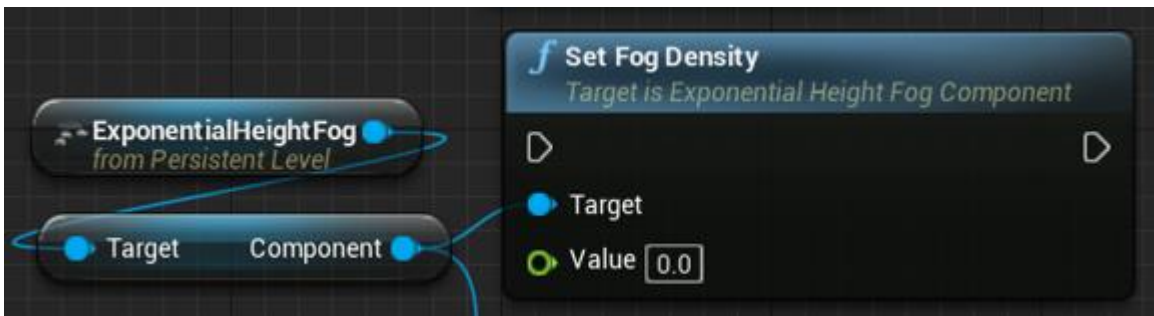 ExponentialHeightFog
from Persistent Level
Target Component
f Set Fog Density
Target is Exponential Height Fog Component
Target
Value 0.0